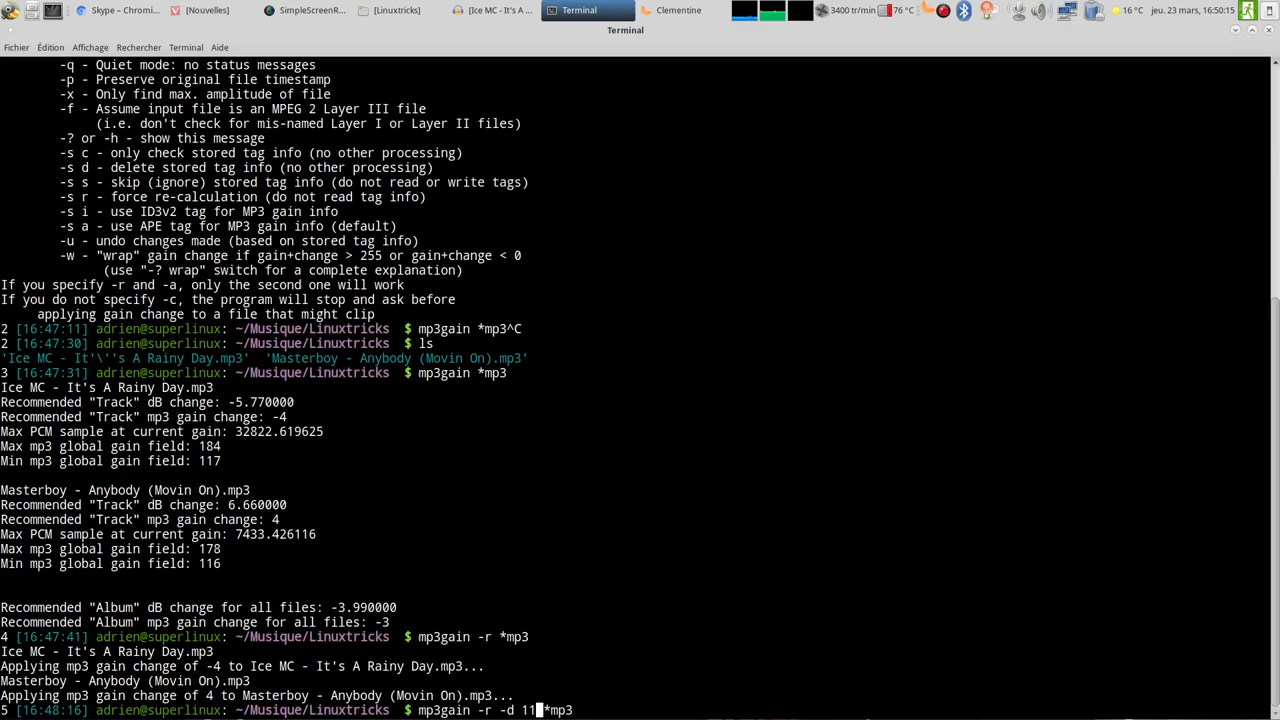 Skype – Chromi... [Nouvelles] SimpleScreenR... [Linuxtricks] [Ice MC - It's A ... Terminal Clementine 3400 tr/min 76 °C 16 °C jeu. 23 mars, 16:50:15
Terminal
Fichier Édition Affichage Rechercher Terminal Aide
-q - Quiet mode: no status messages
-p - Preserve original file timestamp
-x - Only find max. amplitude of file
-f - Assume input file is an MPEG 2 Layer III file
(i.e. don't check for mis-named Layer I or Layer II files)
-? or -h - show this message
-s c - only check stored tag info (no other processing)
-s d - delete stored tag info (no other processing)
-s s - skip (ignore) stored tag info (do not read or write tags)
-s r - force re-calculation (do not read tag info)
-s i - use ID3v2 tag for MP3 gain info
-s a - use APE tag for MP3 gain info (default)
-u - undo changes made (based on stored tag info)
-w - "wrap" gain change if gain+change > 255 or gain+change < 0
(use "-? wrap" switch for a complete explanation)
If you specify -r and -a, only the second one will work
If you do not specify -c, the program will stop and ask before
applying gain change to a file that might clip
2 [16:47:11] adrien@superlinux: ~/Musique/Linuxtricks $ mp3gain *mp3^C
2 [16:47:30] adrien@superlinux: ~/Musique/Linuxtricks $ ls
'Ice MC - It'\''s A Rainy Day.mp3' 'Masterboy - Anybody (Movin On).mp3'
3 [16:47:31] adrien@superlinux: ~/Musique/Linuxtricks $ mp3gain *mp3
Ice MC - It's A Rainy Day.mp3
Recommended "Track" dB change: -5.770000
Recommended "Track" mp3 gain change: -4
Max PCM sample at current gain: 32822.619625
Max mp3 global gain field: 184
Min mp3 global gain field: 117
Masterboy - Anybody (Movin On).mp3
Recommended "Track" dB change: 6.660000
Recommended "Track" mp3 gain change: 4
Max PCM sample at current gain: 7433.426116
Max mp3 global gain field: 178
Min mp3 global gain field: 116
Recommended "Album" dB change for all files: -3.990000
Recommended "Album" mp3 gain change for all files: -3
4 [16:47:41] adrien@superlinux: ~/Musique/Linuxtricks $ mp3gain -r *mp3
Ice MC - It's A Rainy Day.mp3
Applying mp3 gain change of -4 to Ice MC - It's A Rainy Day.mp3...
Masterboy - Anybody (Movin On).mp3
Applying mp3 gain change of 4 to Masterboy - Anybody (Movin On).mp3...
5 [16:48:16] adrien@superlinux: ~/Musique/Linuxtricks $ mp3gain -r -d 11 *mp3